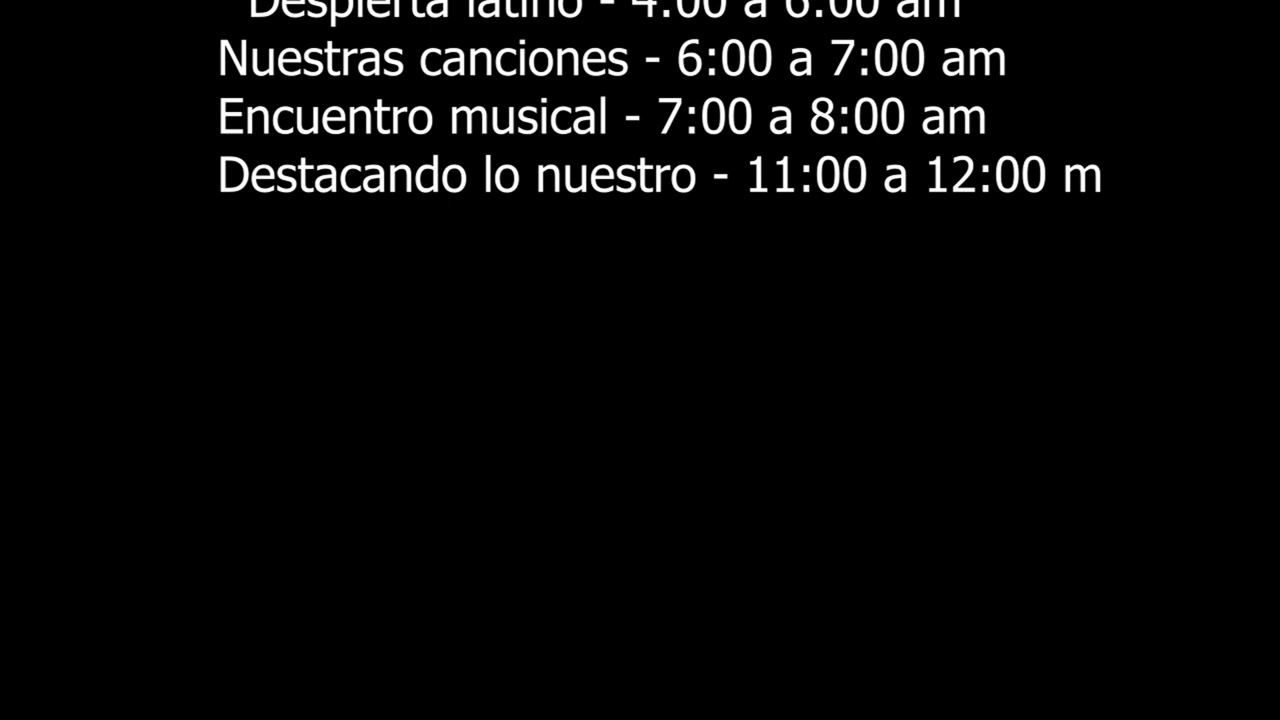 Despierta latino - 4:00 a 6:00 am
Nuestras canciones - 6:00 a 7:00 am
Encuentro musical - 7:00 a 8:00 am
Destacando lo nuestro - 11:00 a 12:00 m